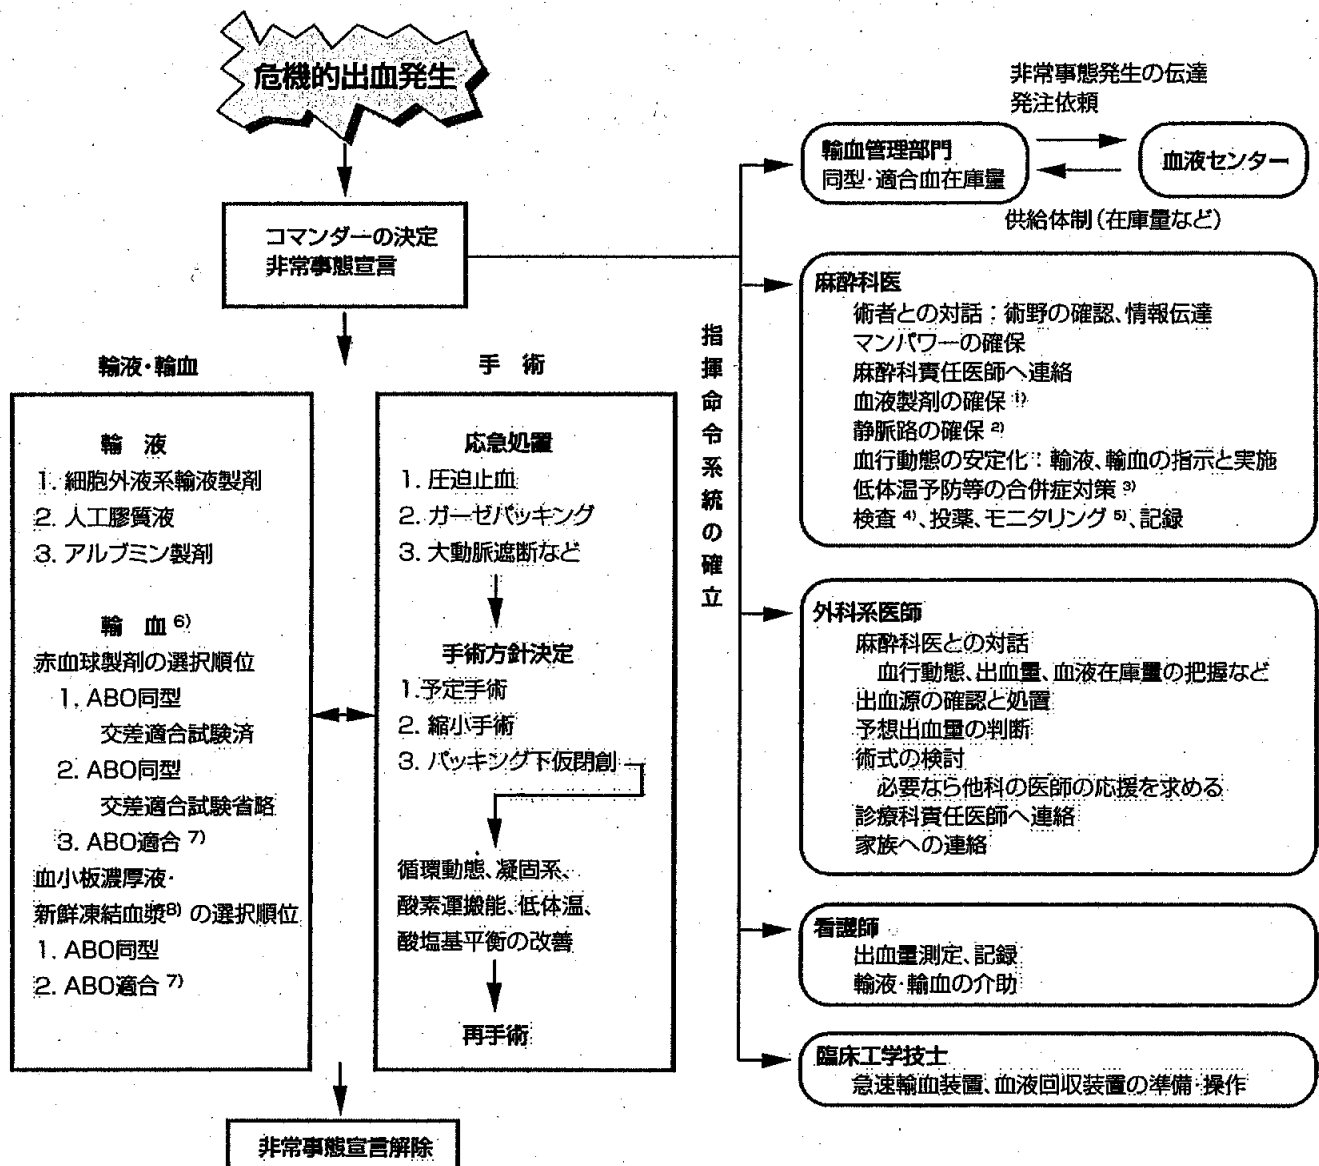 危機的出血発生
コマンダーの決定
非常事態宣言
輸液・輸血
輸 液
1. 細胞外液系輸液製剤
2. 人工膠質液
3. アルブミン製剤
輸 血 6)
赤血球製剤の選択順位
1. ABO同型
交差適合試験済
2. ABO同型
交差適合試験省略
3. ABO適合 7)
血小板濃厚液・
新鮮凍結血漿8) の選択順位
1. ABO同型
2. ABO適合 7)
手 術
応急処置
1. 圧迫止血
2. ガーゼパッキング
3. 大動脈遮断など
手術方針決定
1.予定手術
2. 縮小手術
3. パッキング下仮閉創
循環動態、凝固系、
酸素運搬能、低体温、
酸塩基平衡の改善
再手術
非常事態宣言解除
指揮命令系統の確立
非常事態発生の伝達
発注依頼
輸血管理部門
同型・適合血在庫量
血液センター
供給体制(在庫量など)
麻酔科医
術者との対話：術野の確認、情報伝達
マンパワーの確保
麻酔科責任医師へ連絡
血液製剤の確保 1)
静脈路の確保 2)
血行動態の安定化：輸液、輸血の指示と実施
低体温予防等の合併症対策 3)
検査 4)、投薬、モニタリング 5)、記録
外科系医師
麻酔科医との対話
血行動態、出血量、血液在庫量の把握など
出血源の確認と処置
予想出血量の判断
術式の検討
必要なら他科の医師の応援を求める
診療科責任医師へ連絡
家族への連絡
看護師
出血量測定、記録
輸液・輸血の介助
臨床工学技士
急速輸血装置、血液回収装置の準備・操作